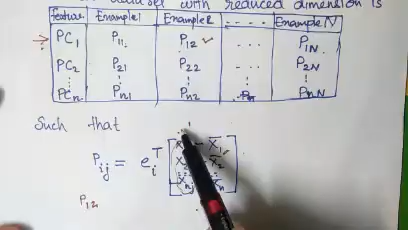 dataset with reduced dimension is
Feature Example 1 Example 2 .... Example N
PC₁ P₁₁ P₁₂ ✓ ... P₁N
PC₂ P₂₁ P₂₂ ... P₂N
⋮ ⋮ ⋮ ⋮
PCₙ Pₙ₁ Pₙ₂ PₙN
Such that
Pᵢⱼ = eᵢᵀ
P₁₂